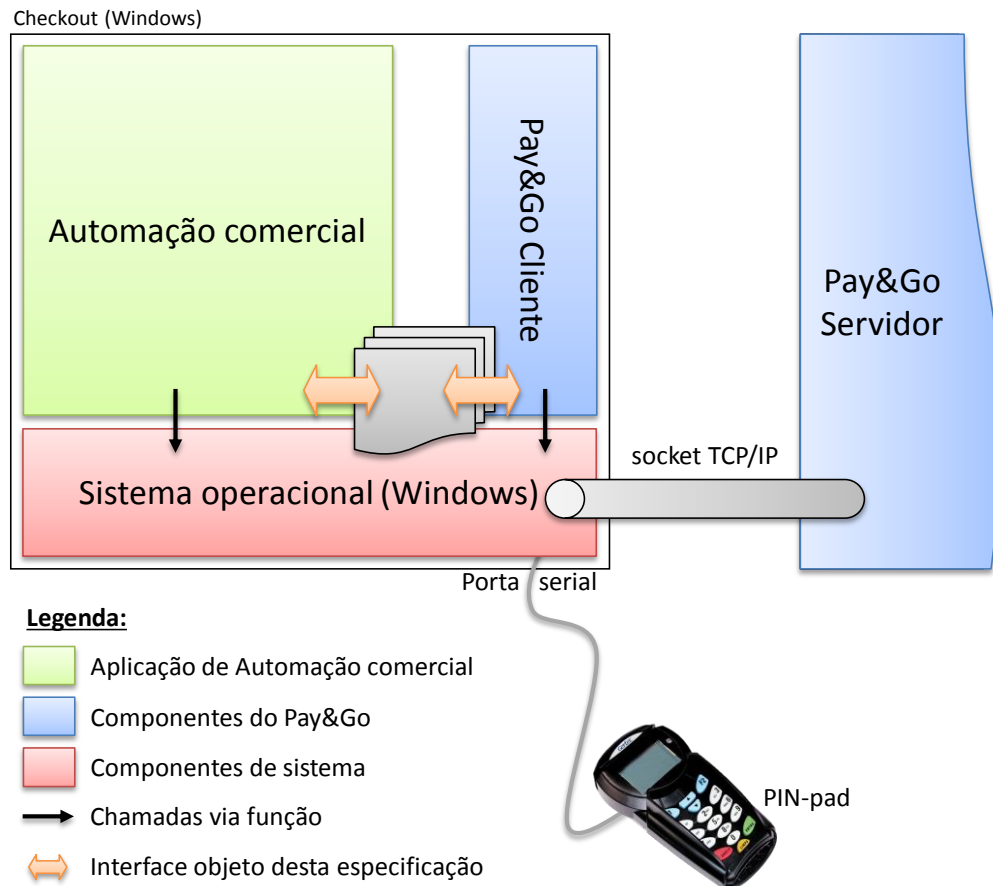 Checkout (Windows)
Automação comercial
Pay&Go Cliente
Pay&Go
Servidor
socket TCP/IP
Sistema operacional (Windows)
Porta serial
Legenda:
Aplicação de Automação comercial
Componentes do Pay&Go
Componentes de sistema
Chamadas via função
Interface objeto desta especificação
PIN-pad